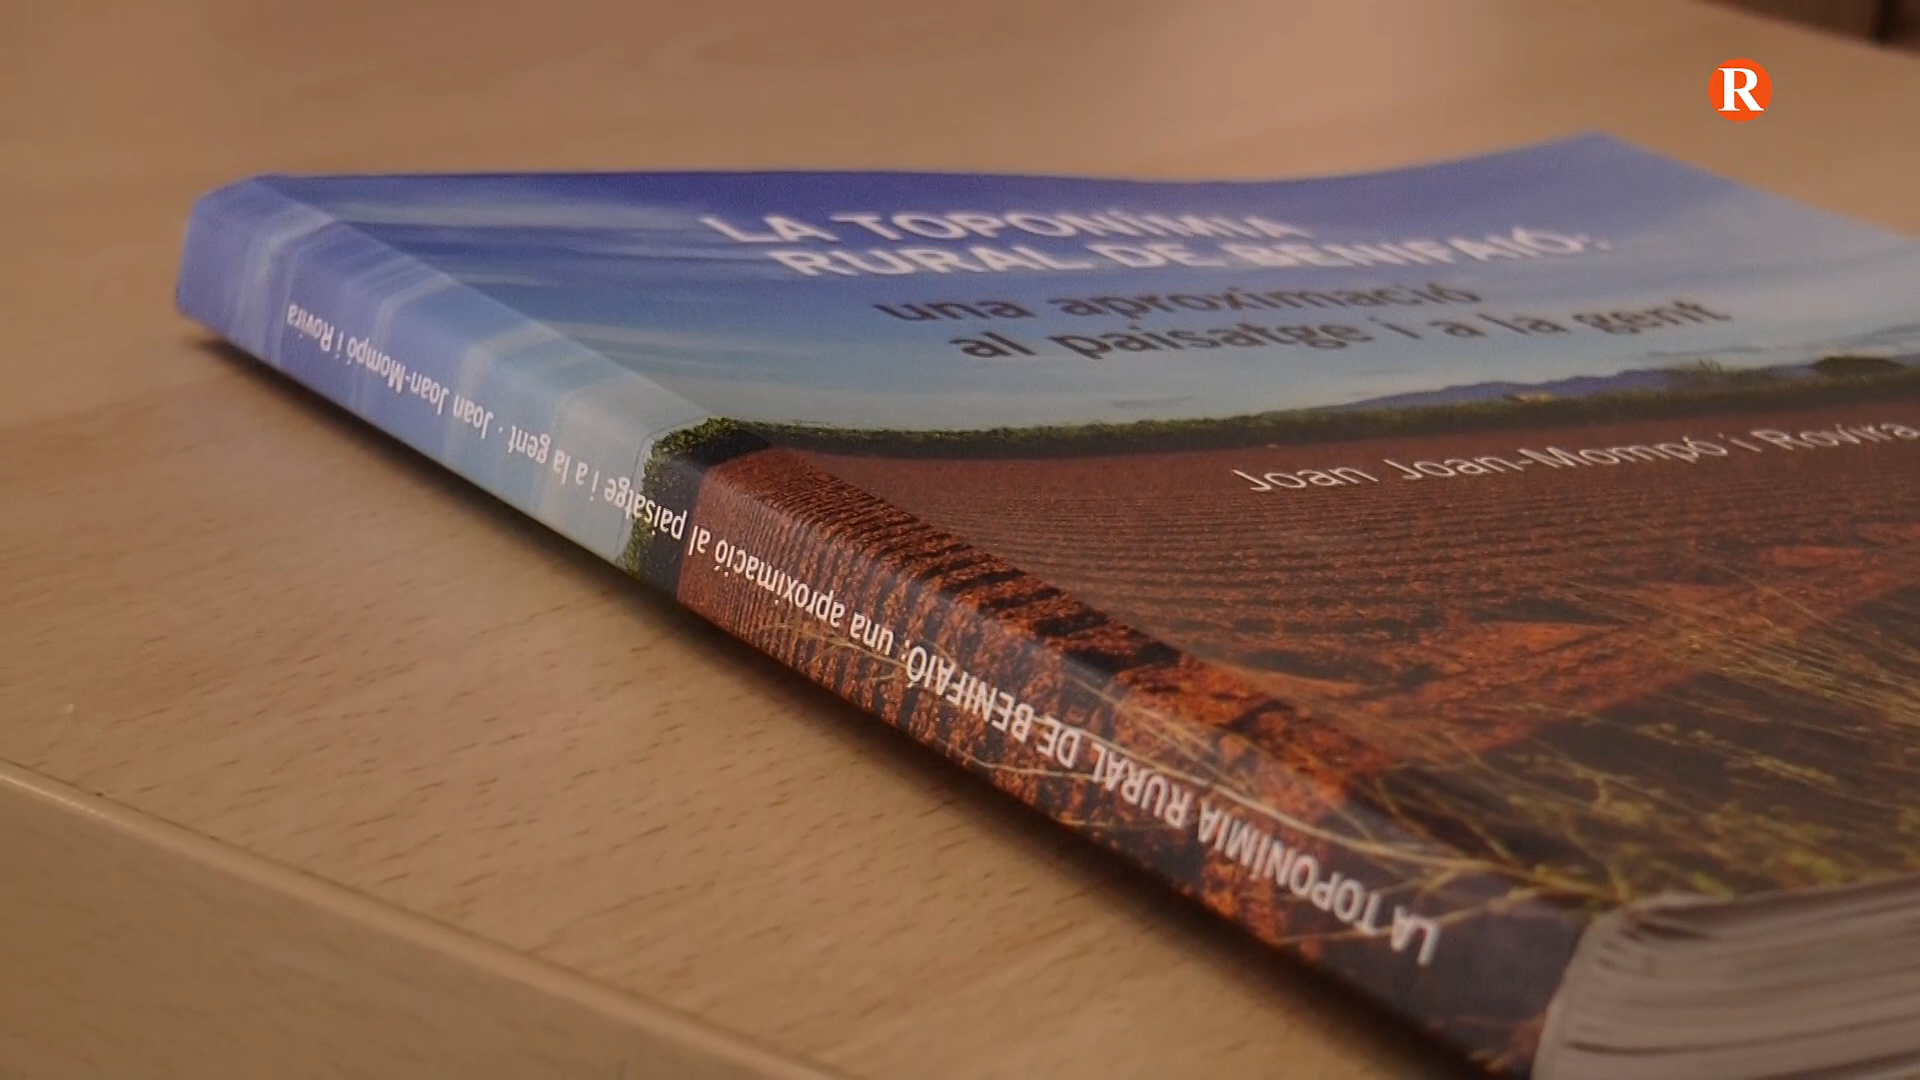 R
LA TOPONÍMIA
RURAL DE BENIFAIÓ:
una aproximació
al paisatge i a la gent
Joan Joan-Mompó i Rovira
LA TOPONÍMIA RURAL DE BENIFAIÓ: una aproximació al paisatge i a la gent · Joan Joan-Mompó i Rovira